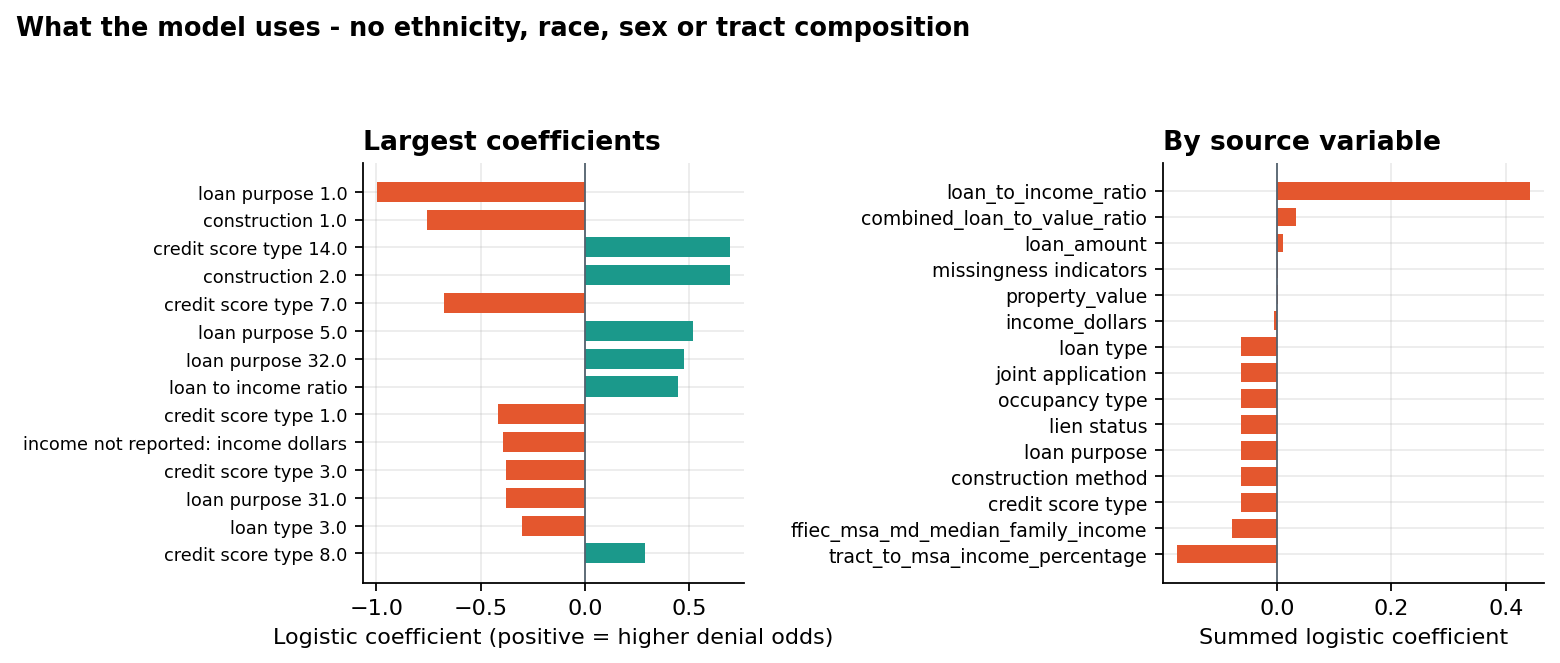 What the model uses - no ethnicity, race, sex or tract composition
Largest coefficients
loan purpose 1.0
construction 1.0
credit score type 14.0
construction 2.0
credit score type 7.0
loan purpose 5.0
loan purpose 32.0
loan to income ratio
credit score type 1.0
income not reported: income dollars
credit score type 3.0
loan purpose 31.0
loan type 3.0
credit score type 8.0
−1.0 −0.5 0.0 0.5
Logistic coefficient (positive = higher denial odds)
By source variable
loan_to_income_ratio
combined_loan_to_value_ratio
loan_amount
missingness indicators
property_value
income_dollars
loan type
joint application
occupancy type
lien status
loan purpose
construction method
credit score type
ffiec_msa_md_median_family_income
tract_to_msa_income_percentage
0.0 0.2 0.4
Summed logistic coefficient